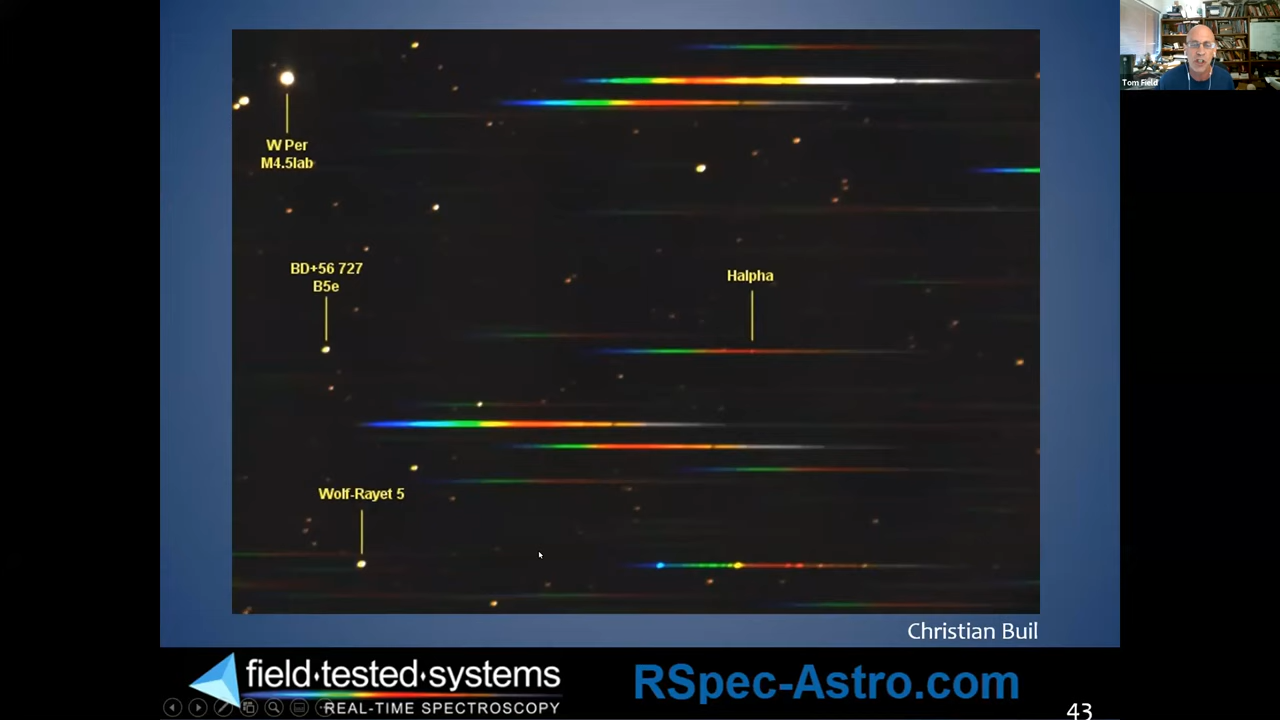 Tom Field
W Per
M4.5Iab
BD+56 727
B5e
Halpha
Wolf-Rayet 5
Christian Buil
field·tested·systems
REAL-TIME SPECTROSCOPY
RSpec-Astro.com
43